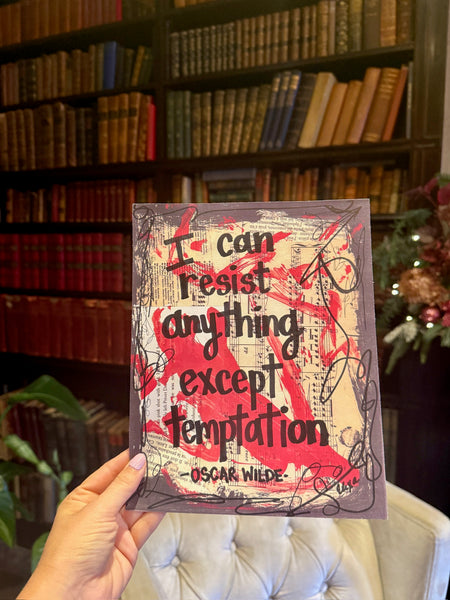 I can
resist
anything
except
temptation
-OSCAR WILDE-